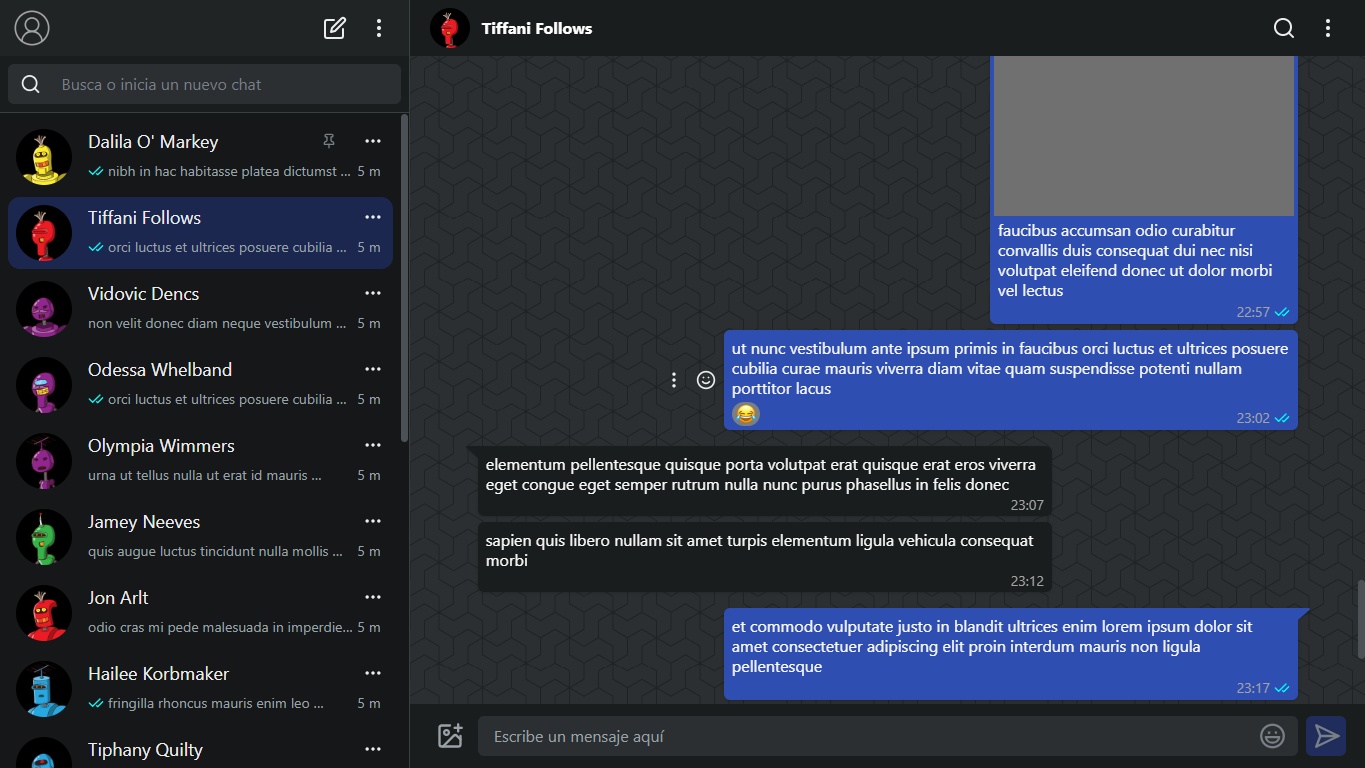 Busca o inicia un nuevo chat
Dalila O' Markey
nibh in hac habitasse platea dictumst ... 5 m
Tiffani Follows
orci luctus et ultrices posuere cubilia ... 5 m
Vidovic Dencs
non velit donec diam neque vestibulum ... 5 m
Odessa Whelband
orci luctus et ultrices posuere cubilia ... 5 m
Olympia Wimmers
urna ut tellus nulla ut erat id mauris ... 5 m
Jamey Neeves
quis augue luctus tincidunt nulla mollis ... 5 m
Jon Arlt
odio cras mi pede malesuada in imperdie... 5 m
Hailee Korbmaker
fringilla rhoncus mauris enim leo ... 5 m
Tiphany Quilty
Tiffani Follows
faucibus accumsan odio curabitur
convallis duis consequat dui nec nisi
volutpat eleifend donec ut dolor morbi
vel lectus
22:57
ut nunc vestibulum ante ipsum primis in faucibus orci luctus et ultrices posuere
cubilia curae mauris viverra diam vitae quam suspendisse potenti nullam
porttitor lacus
23:02
elementum pellentesque quisque porta volutpat erat quisque erat eros viverra
eget congue eget semper rutrum nulla nunc purus phasellus in felis donec
23:07
sapien quis libero nullam sit amet turpis elementum ligula vehicula consequat
morbi
23:12
et commodo vulputate justo in blandit ultrices enim lorem ipsum dolor sit
amet consectetuer adipiscing elit proin interdum mauris non ligula
pellentesque
23:17
Escribe un mensaje aquí